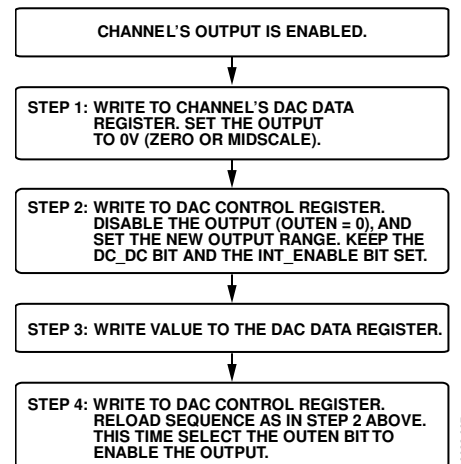 CHANNEL'S OUTPUT IS ENABLED.
STEP 1: WRITE TO CHANNEL'S DAC DATA
REGISTER. SET THE OUTPUT
TO 0V (ZERO OR MIDSCALE).
STEP 2: WRITE TO DAC CONTROL REGISTER.
DISABLE THE OUTPUT (OUTEN = 0), AND
SET THE NEW OUTPUT RANGE. KEEP THE
DC_DC BIT AND THE INT_ENABLE BIT SET.
STEP 3: WRITE VALUE TO THE DAC DATA REGISTER.
STEP 4: WRITE TO DAC CONTROL REGISTER.
RELOAD SEQUENCE AS IN STEP 2 ABOVE.
THIS TIME SELECT THE OUTEN BIT TO
ENABLE THE OUTPUT.